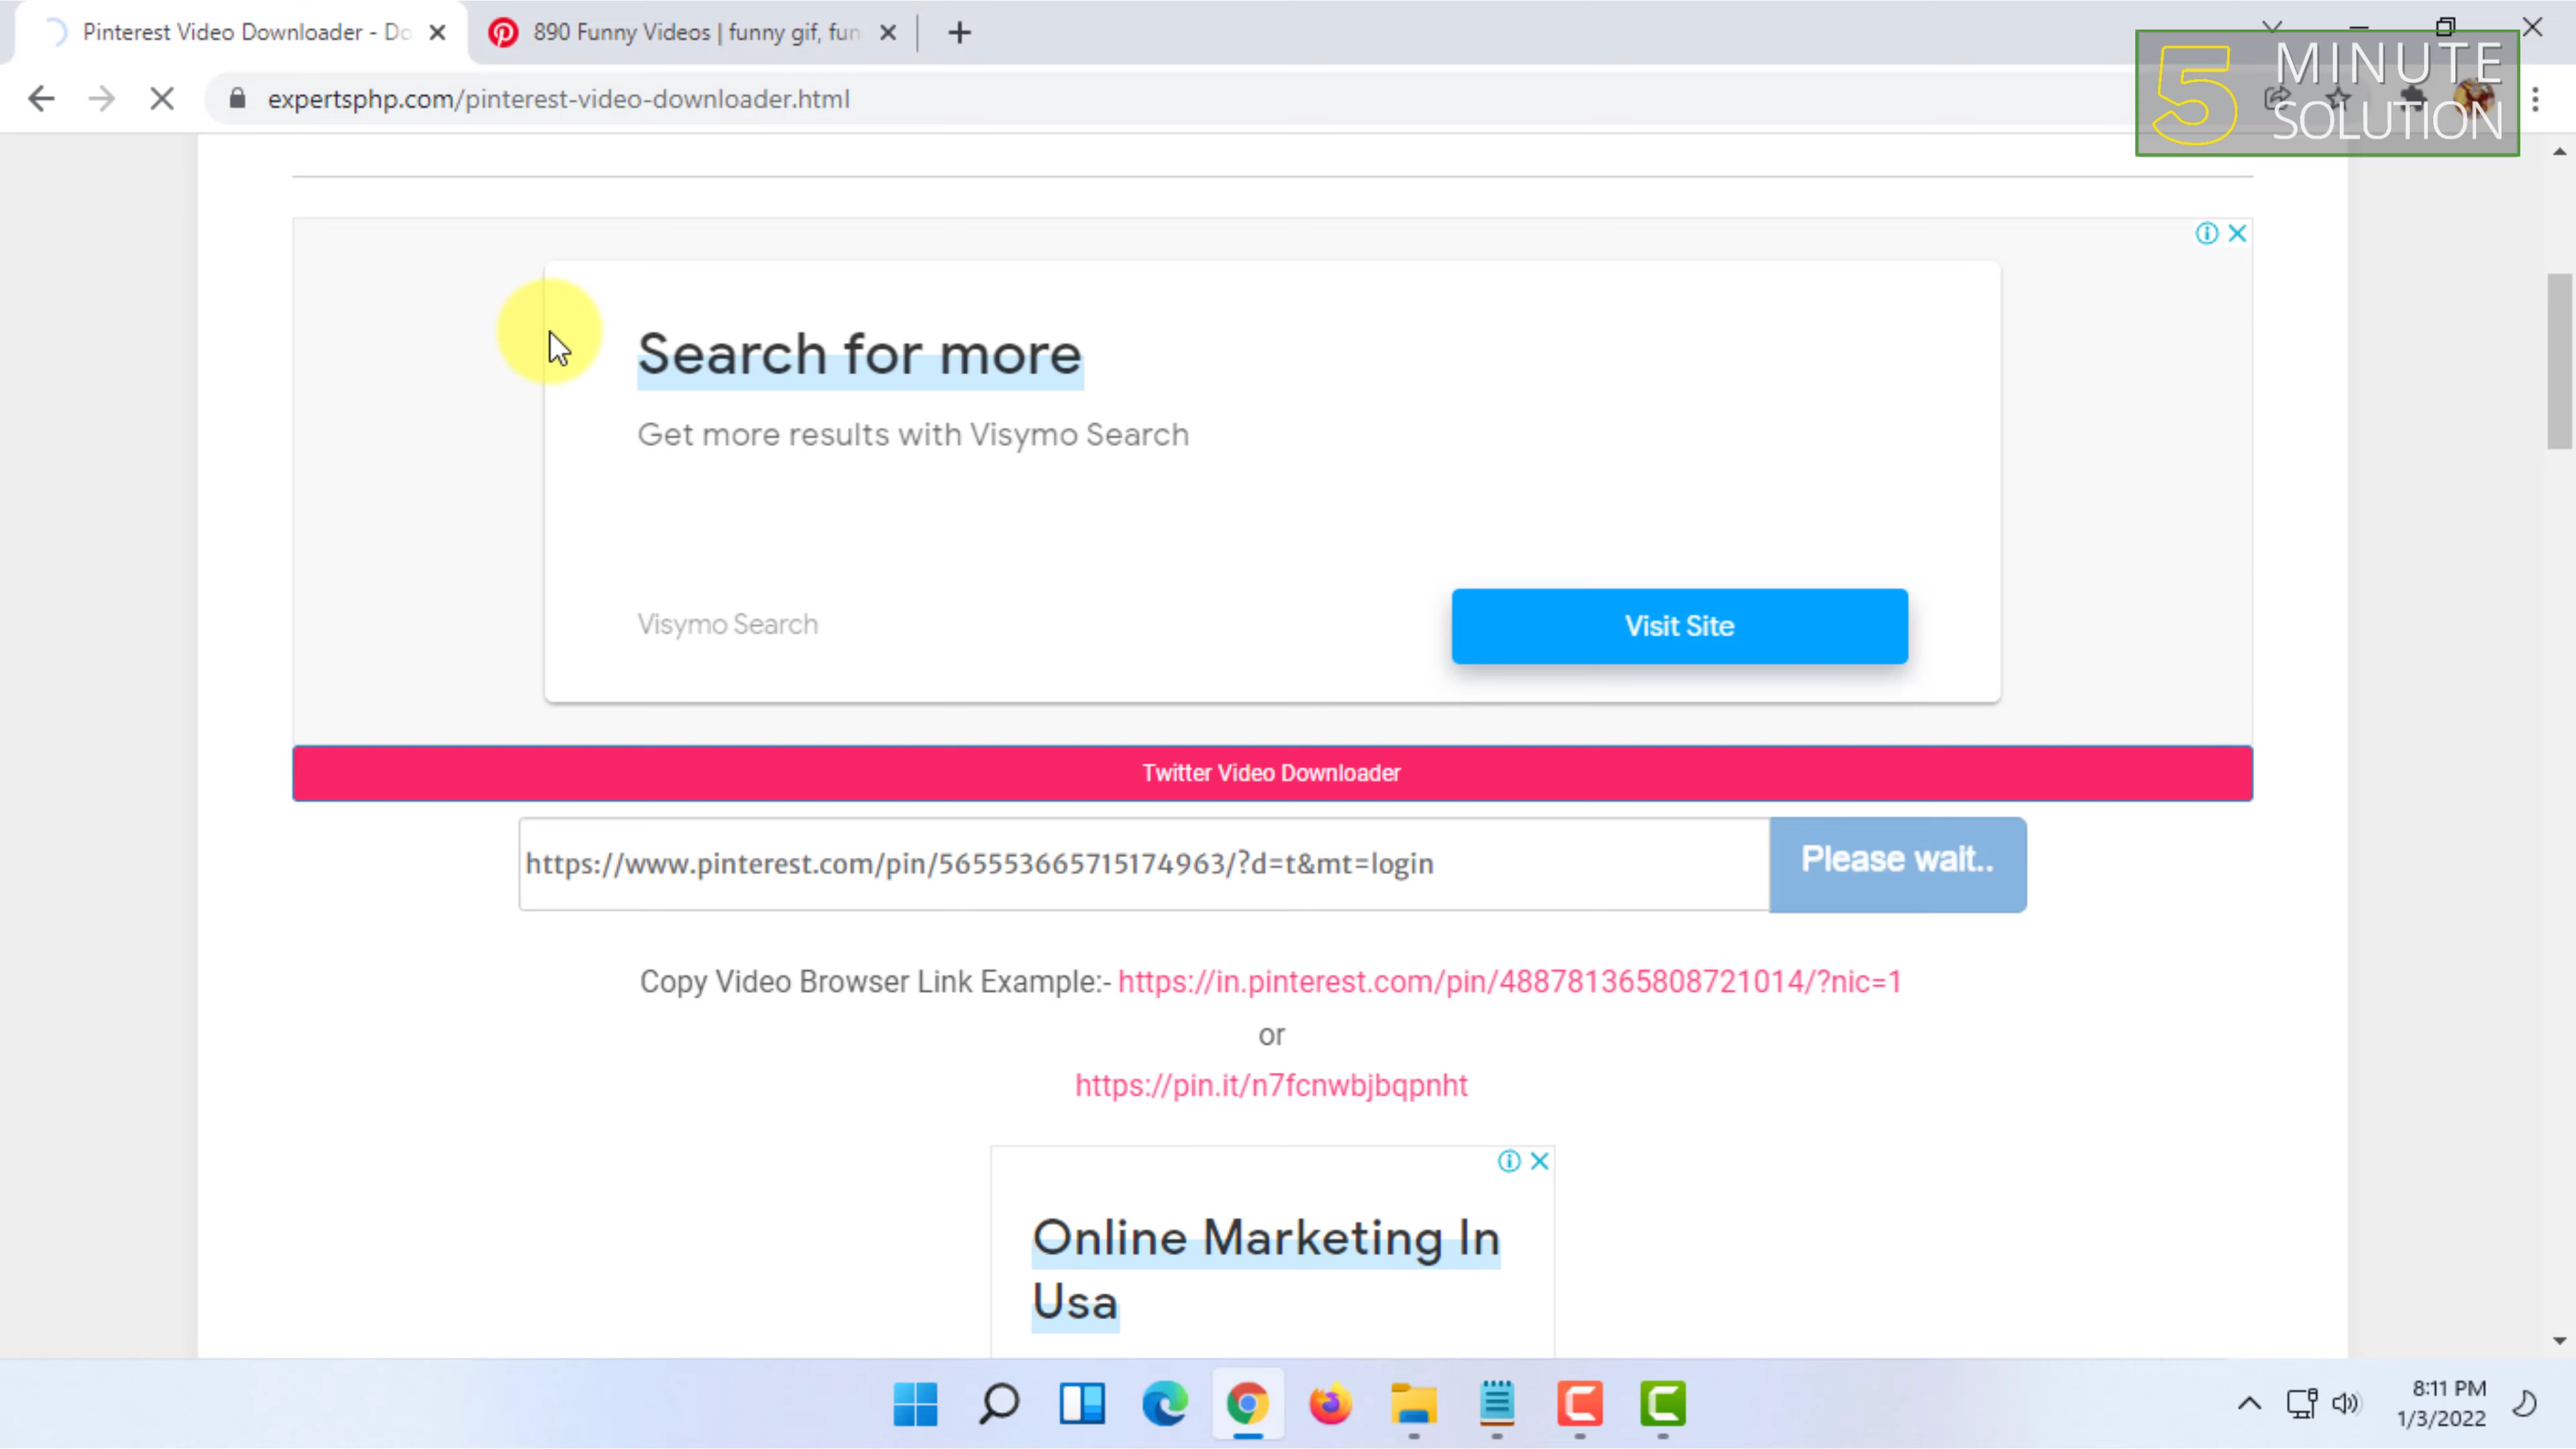 Pinterest Video Downloader - Do
890 Funny Videos | funny gif, fun
5 MINUTE
SOLUTION
expertsphp.com/pinterest-video-downloader.html
Search for more
Get more results with Visymo Search
Visymo Search
Visit Site
Twitter Video Downloader
https://www.pinterest.com/pin/565553665715174963/?d=t&mt=login
Please wait..
Copy Video Browser Link Example:- https://in.pinterest.com/pin/488781365808721014/?nic=1
or
https://pin.it/n7fcnwbjbqpnht
Online Marketing In
Usa
8:11 PM
1/3/2022